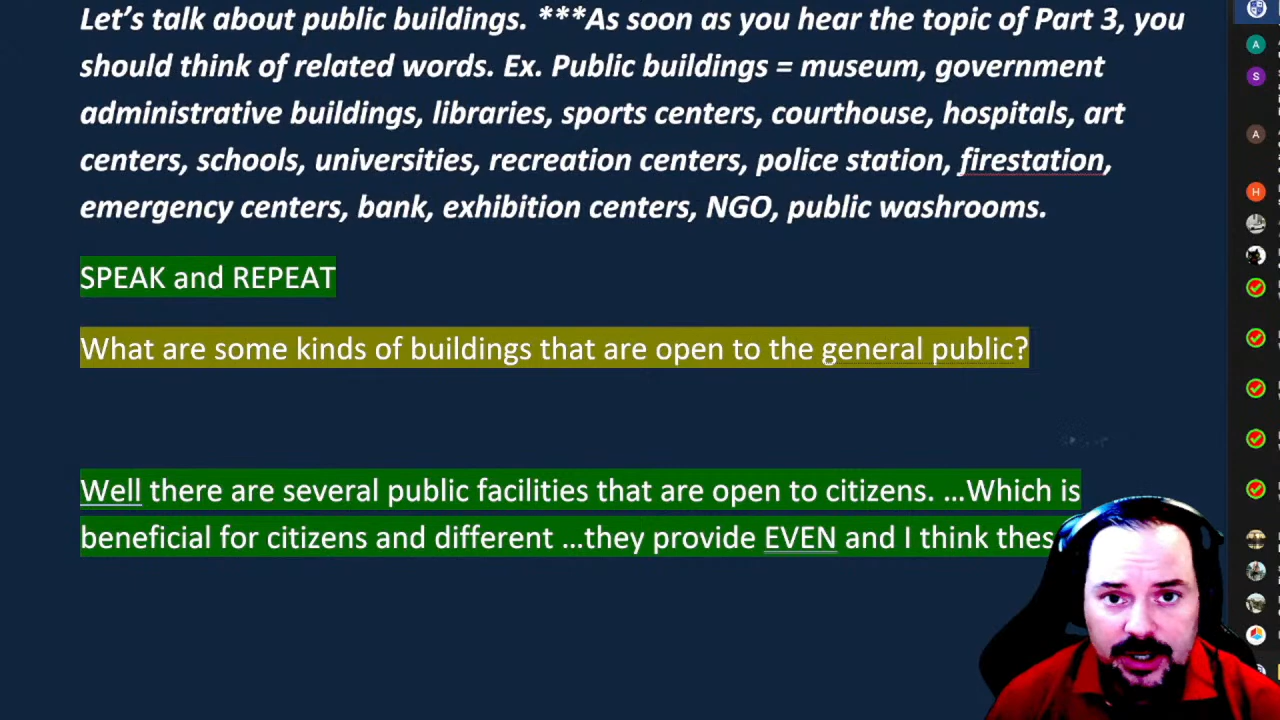 Let's talk about public buildings. ***As soon as you hear the topic of Part 3, you
should think of related words. Ex. Public buildings = museum, government
administrative buildings, libraries, sports centers, courthouse, hospitals, art
centers, schools, universities, recreation centers, police station, firestation,
emergency centers, bank, exhibition centers, NGO, public washrooms.
SPEAK and REPEAT
What are some kinds of buildings that are open to the general public?
Well there are several public facilities that are open to citizens. …Which is
beneficial for citizens and different …they provide EVEN and I think thes
A
S
A
H